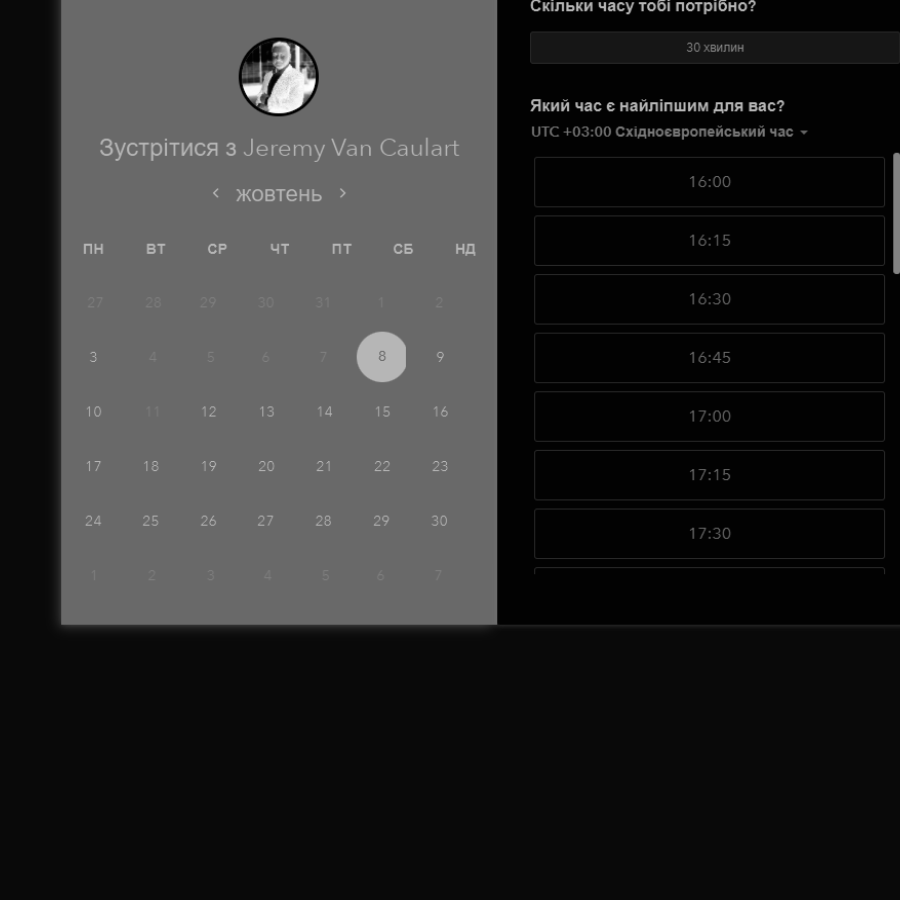 Зустрітися з Jeremy Van Caulart
жовтень
ПН ВТ СР ЧТ ПТ СБ НД
27 28 29 30 31 1 2
3 4 5 6 7 8 9
10 11 12 13 14 15 16
17 18 19 20 21 22 23
24 25 26 27 28 29 30
1 2 3 4 5 6 7
Скільки часу тобі потрібно?
30 хвилин
Який час є найліпшим для вас?
UTC +03:00 Східноєвропейський час
16:00
16:15
16:30
16:45
17:00
17:15
17:30